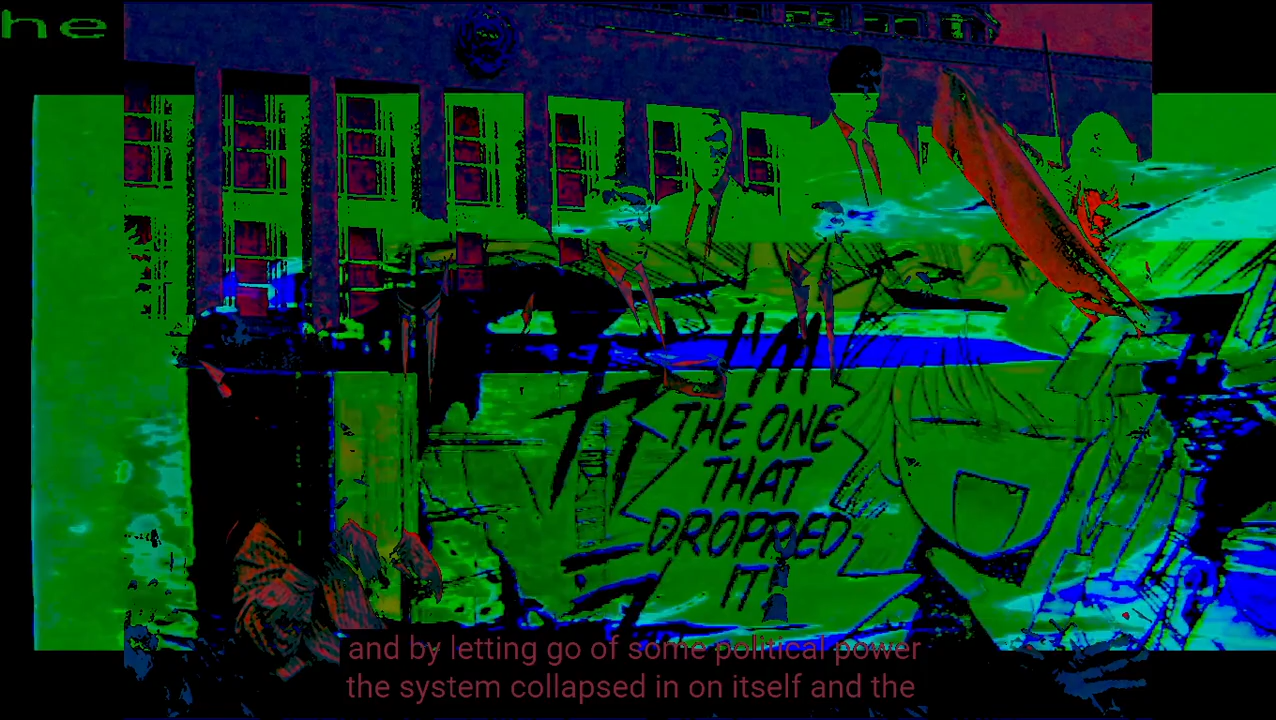 he
I'M
THE ONE
THAT
DROPPED
IT!
and by letting go of some political power
the system collapsed in on itself and the